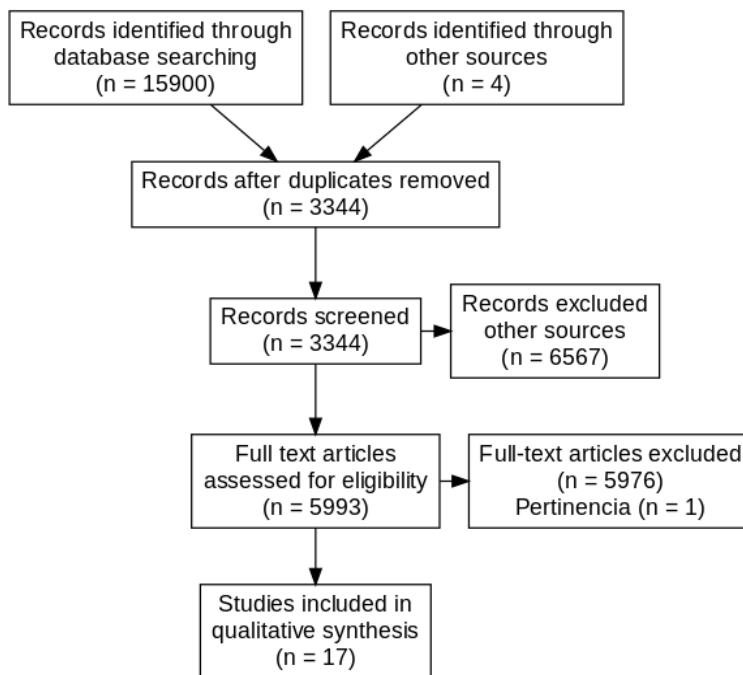 Records identified through
database searching
(n = 15900)
Records identified through
other sources
(n = 4)
Records after duplicates removed
(n = 3344)
Records screened
(n = 3344)
Records excluded
other sources
(n = 6567)
Full text articles
assessed for eligibility
(n = 5993)
Full-text articles excluded
(n = 5976)
Pertinencia (n = 1)
Studies included in
qualitative synthesis
(n = 17)